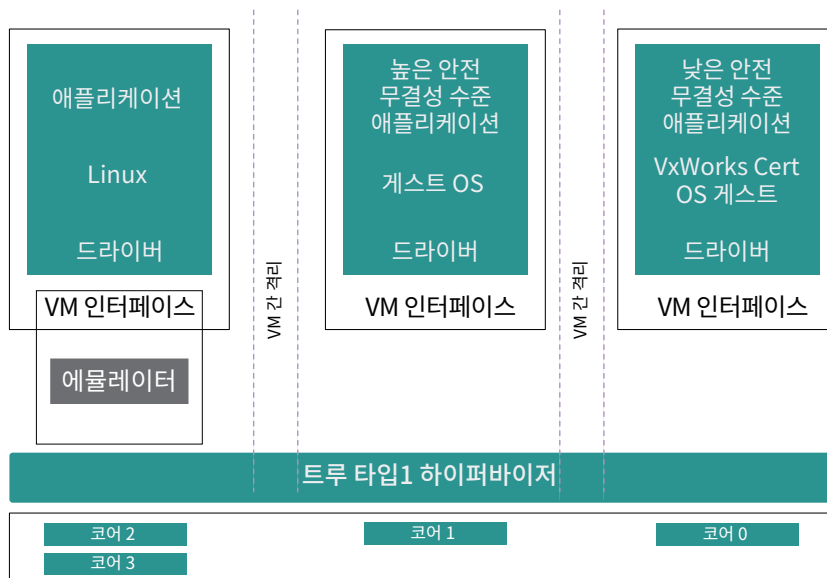 애플리케이션
Linux
드라이버
VM 인터페이스
에뮬레이터
VM 간 격리
높은 안전
무결성 수준
애플리케이션
게스트 OS
드라이버
VM 인터페이스
VM 간 격리
낮은 안전
무결성 수준
애플리케이션
VxWorks Cert
OS 게스트
드라이버
VM 인터페이스
트루 타입1 하이퍼바이저
코어 2
코어 3
코어 1
코어 0